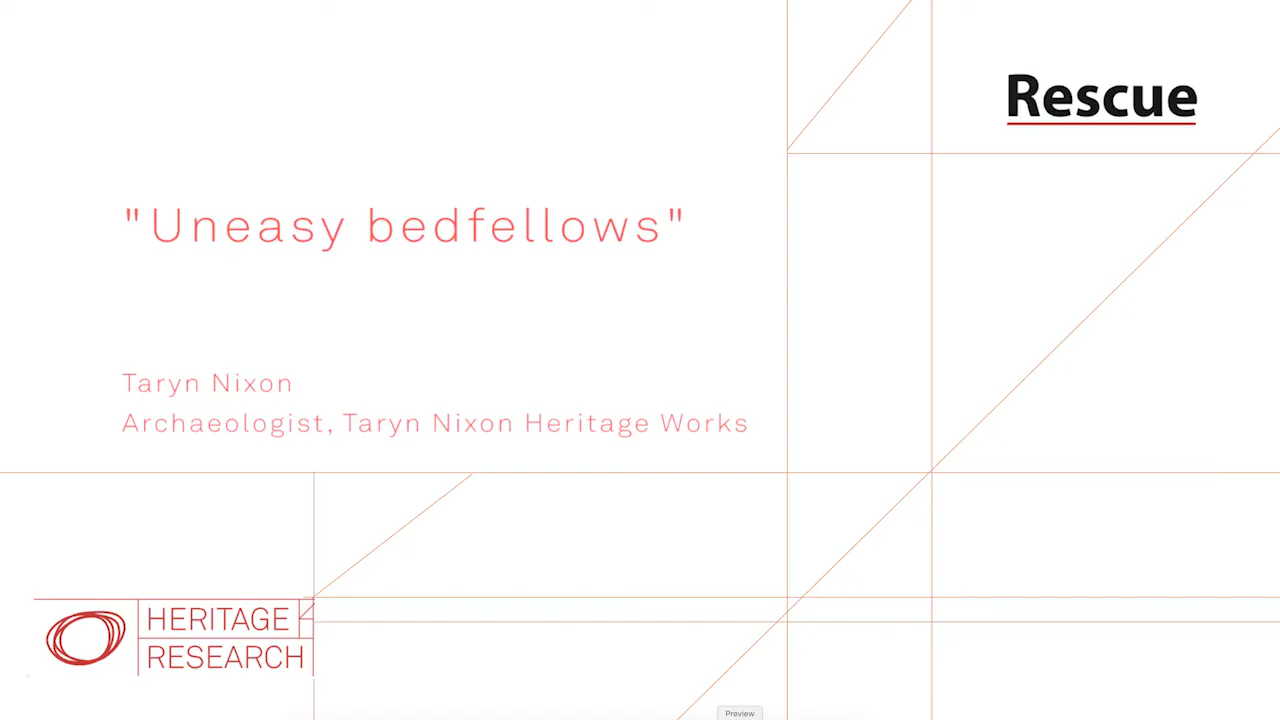 Rescue
"Uneasy bedfellows"
Taryn Nixon
Archaeologist, Taryn Nixon Heritage Works
HERITAGE
RESEARCH
Preview